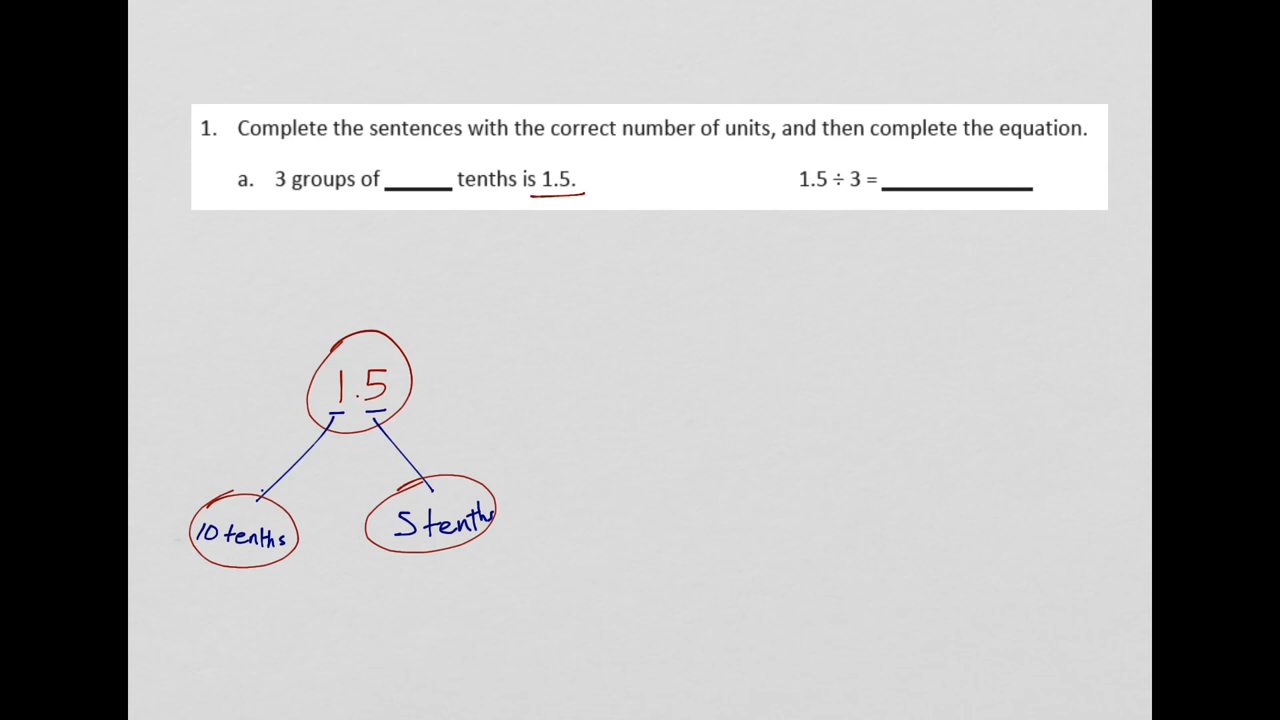 1. Complete the sentences with the correct number of units, and then complete the equation.
a. 3 groups of ______ tenths is 1.5. 1.5 ÷ 3 = ______________
1.5
10 tenths 5 tenths